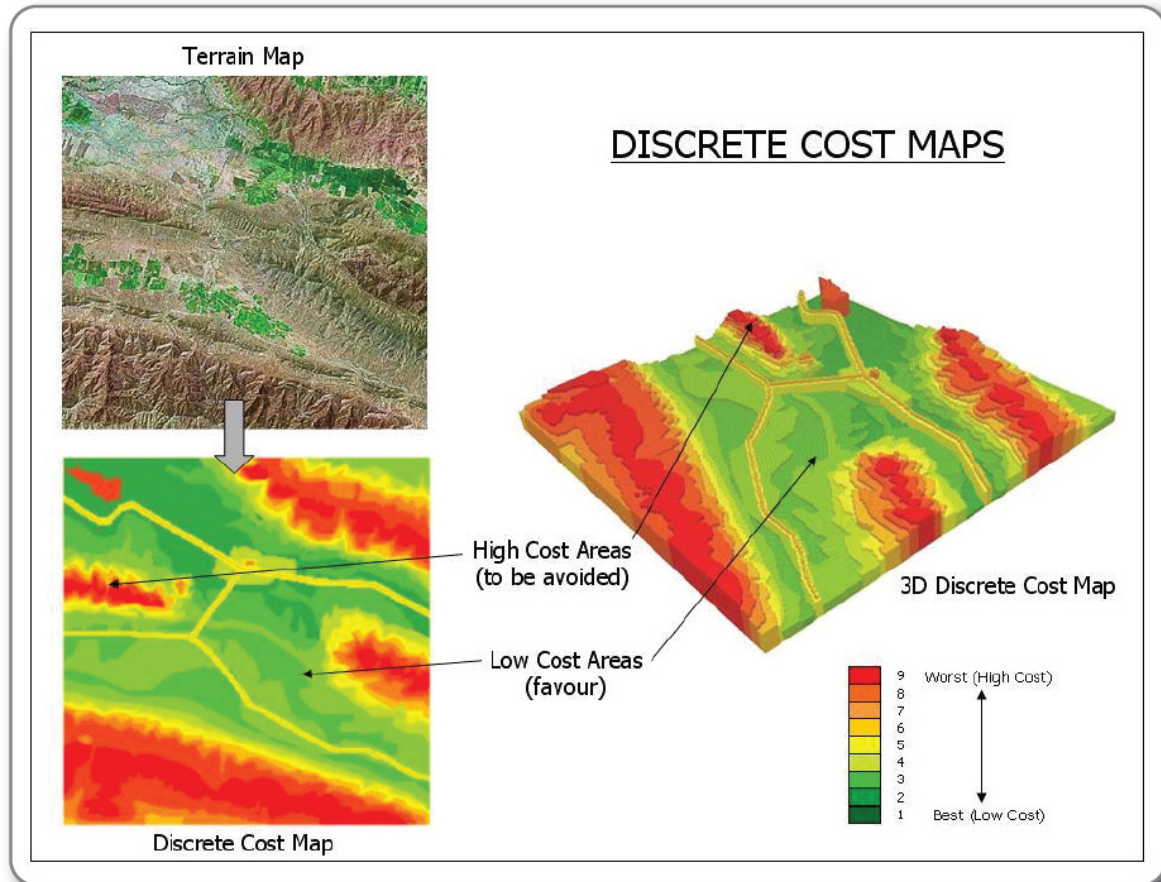 Terrain Map
DISCRETE COST MAPS
High Cost Areas
(to be avoided)
3D Discrete Cost Map
Low Cost Areas
(favour)
9 Worst (High Cost)
8
7
6
5
4
3
2
1 Best (Low Cost)
Discrete Cost Map